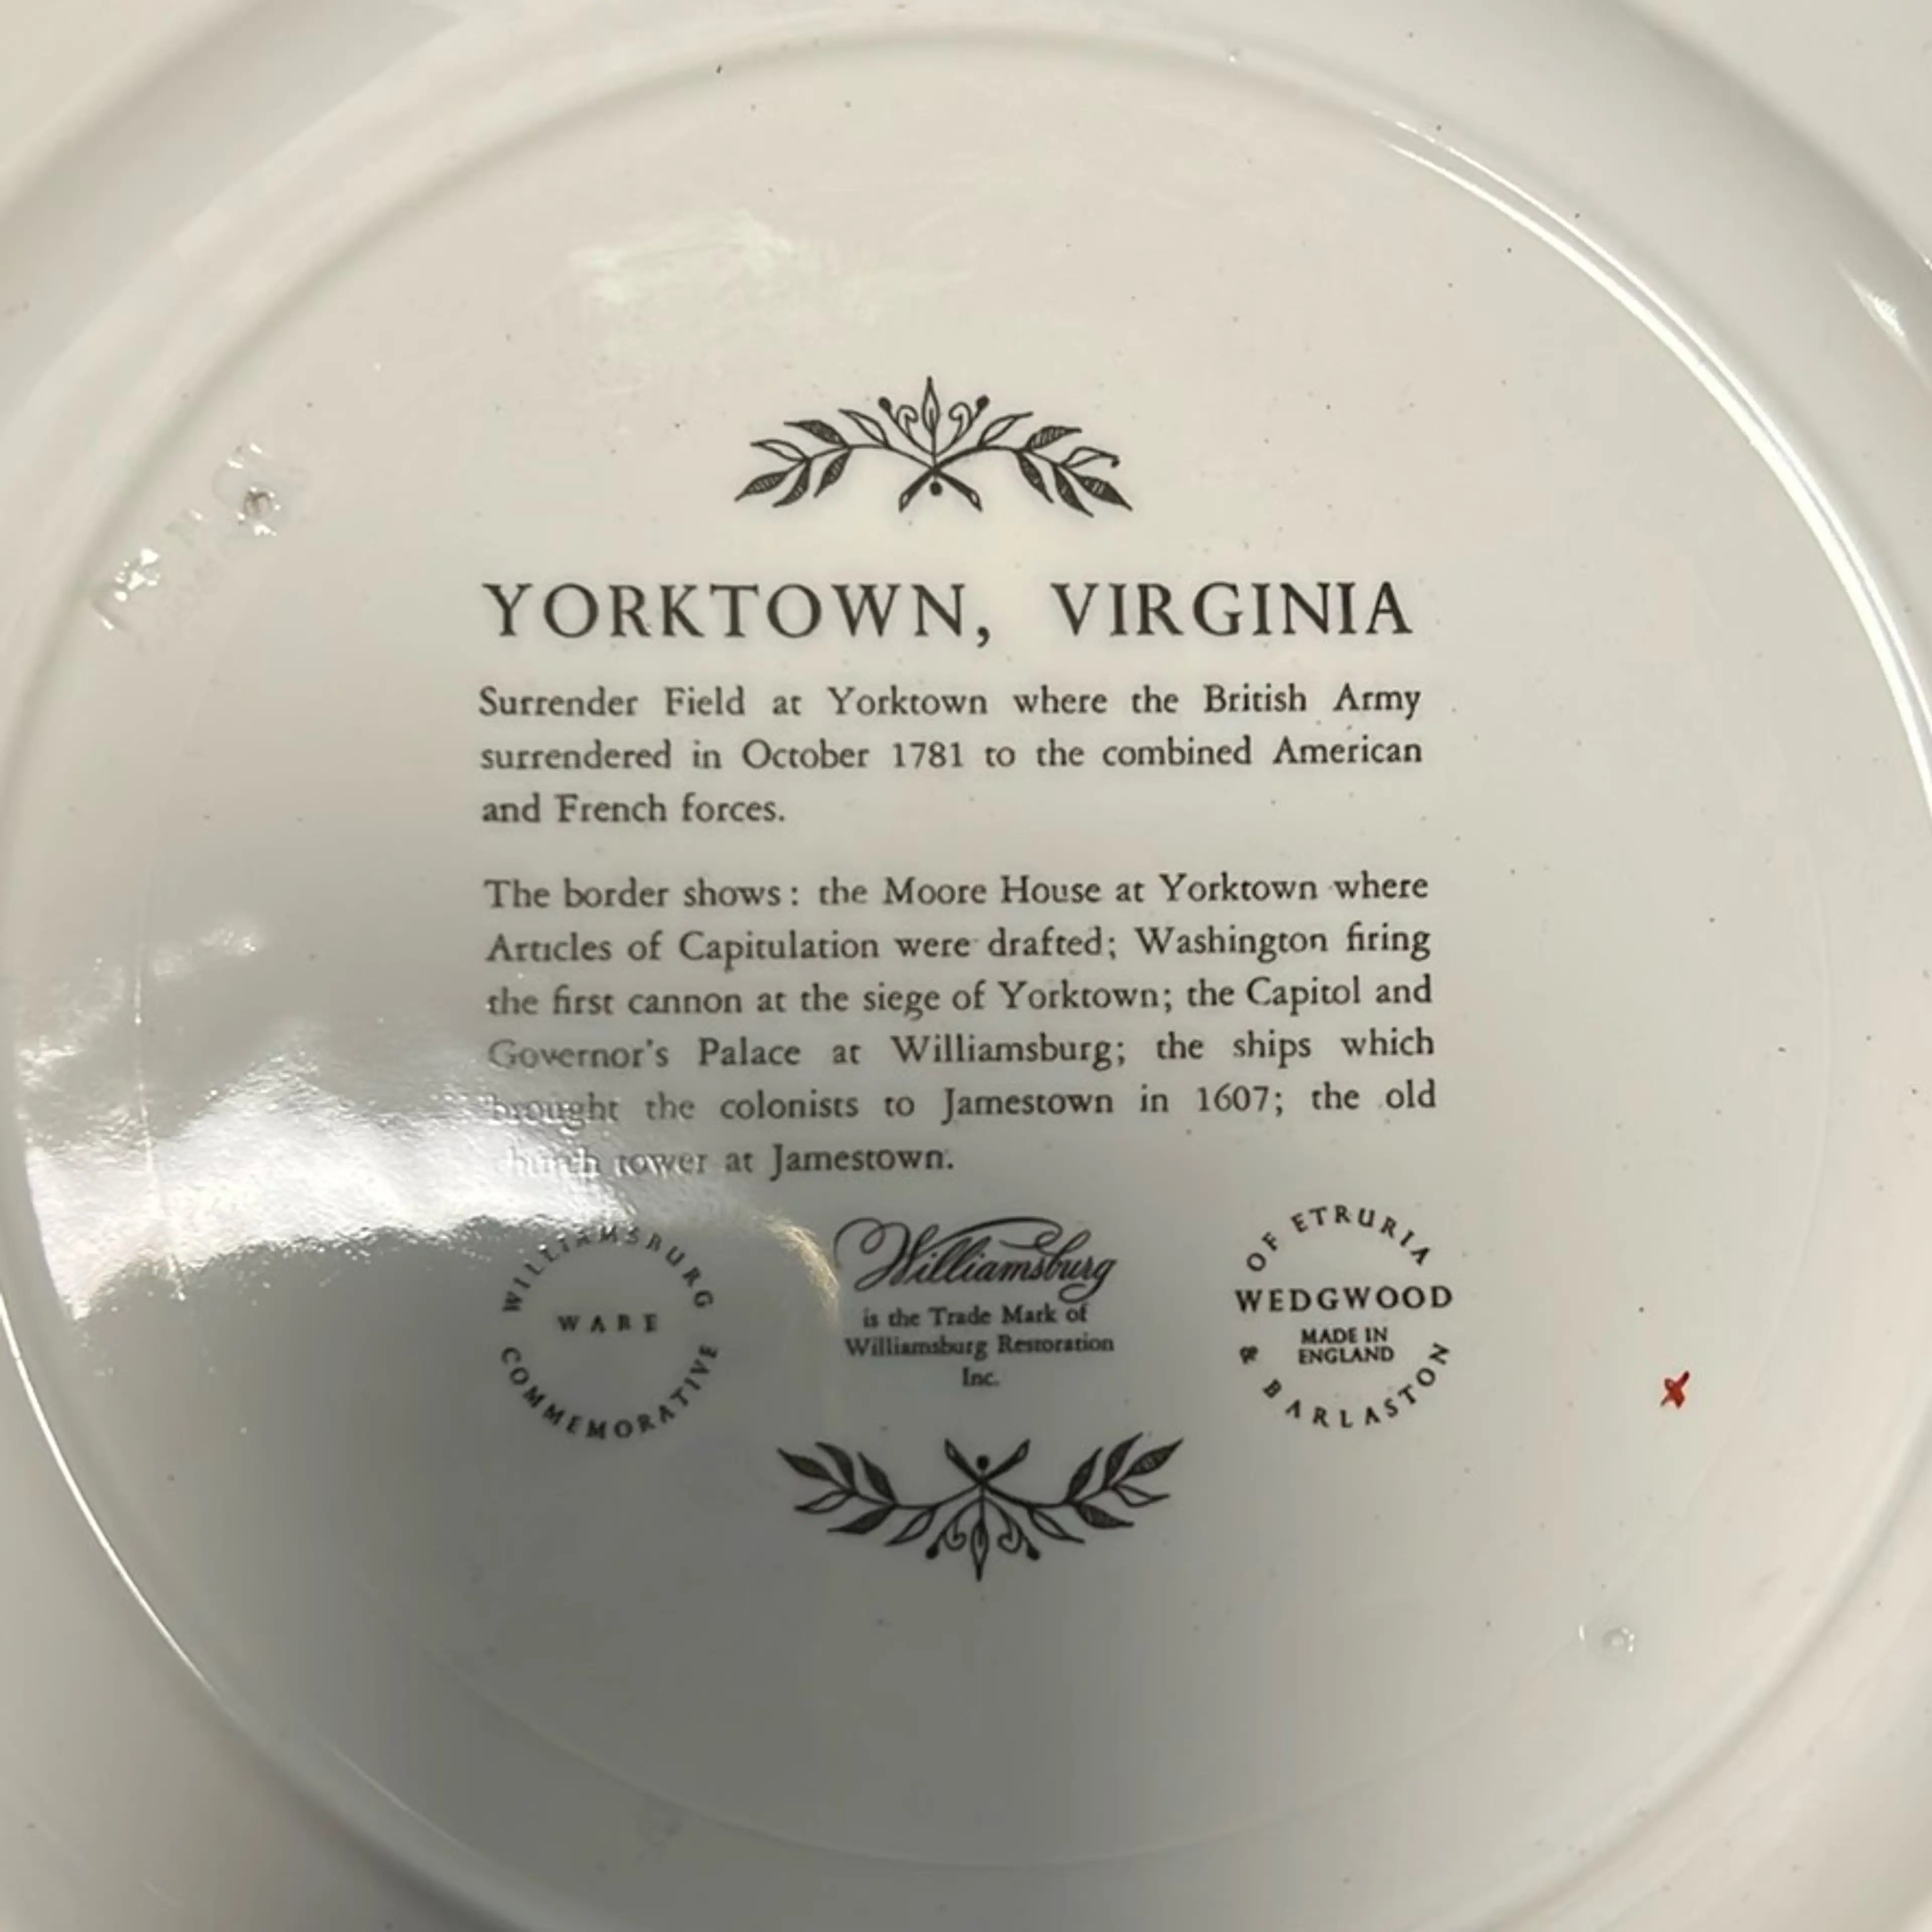 YORKTOWN, VIRGINIA
Surrender Field at Yorktown where the British Army
surrendered in October 1781 to the combined American
and French forces.
The border shows: the Moore House at Yorktown where
Articles of Capitulation were drafted; Washington firing
the first cannon at the siege of Yorktown; the Capitol and
Governor's Palace at Williamsburg; the ships which
brought the colonists to Jamestown in 1607; the old
church tower at Jamestown.
WILLIAMSBURG
WARE
COMMEMORATIVE
Williamsburg
is the Trade Mark of
Williamsburg Restoration
Inc.
OF ETRURIA
WEDGWOOD
MADE IN
ENGLAND
& BARLASTON